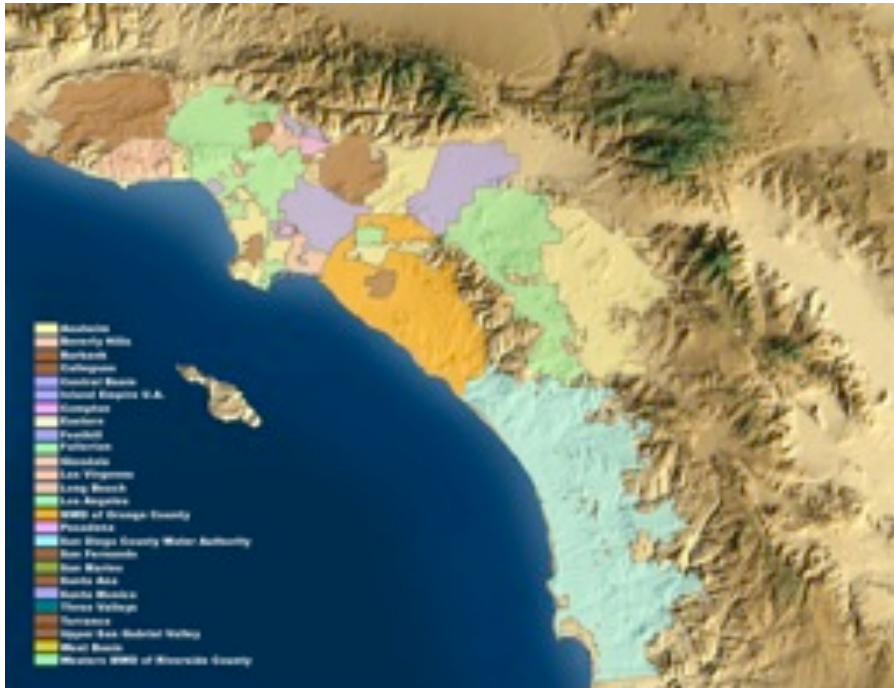 Anaheim
Beverly Hills
Burbank
Calleguas
Central Basin
Inland Empire U.A.
Compton
Eastern
Foothill
Fullerton
Glendale
Las Virgenes
Long Beach
Los Angeles
MWD of Orange County
Pasadena
San Diego County Water Authority
San Fernando
San Marino
Santa Ana
Santa Monica
Three Valleys
Torrance
Upper San Gabriel Valley
West Basin
Western MWD of Riverside County